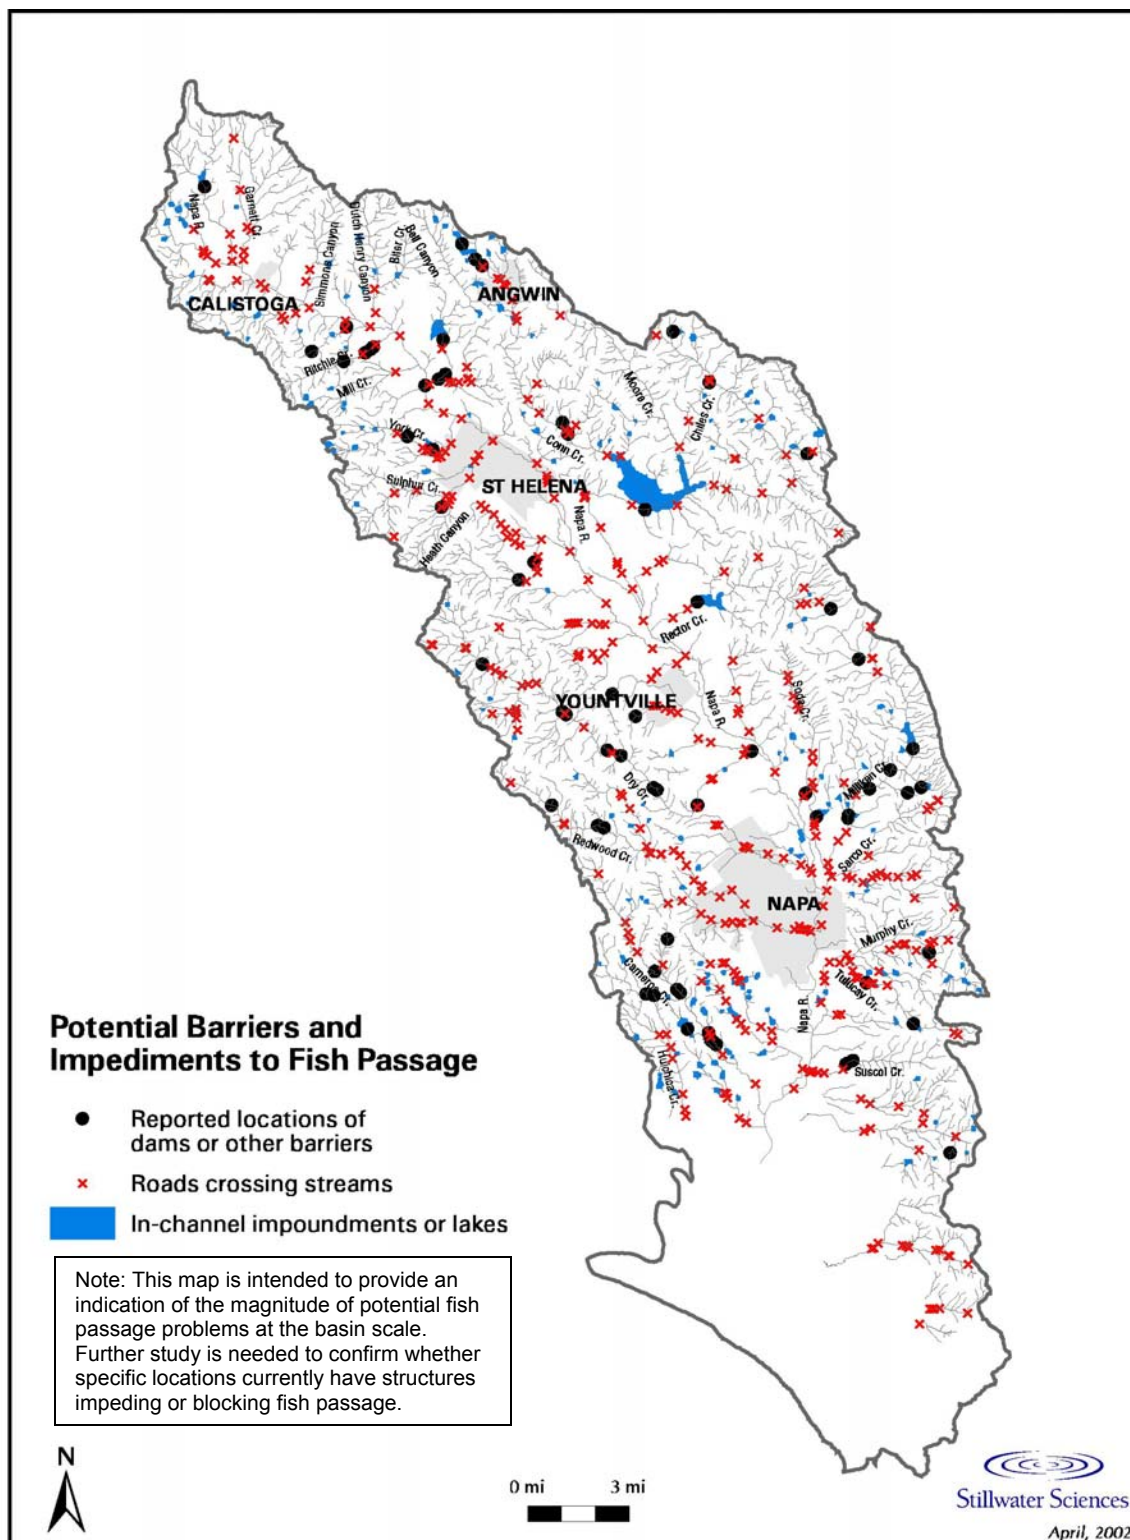 Napa R.
Garnett Cr.
Simmons Canyon
Dutch Henry Canyon
Biter Cr.
Bell Canyon
ANGWIN
CALISTOGA
Ritchie Cr.
Mill Cr.
Moore Cr.
Chiles Cr.
York Cr.
Conn Cr.
Sulphur Cr.
ST HELENA
Napa R.
Heath Canyon
Rector Cr.
YOUNTVILLE
Napa R.
Soda Cr.
Dry Cr.
Milliken Cr.
Redwood Cr.
Sarco Cr.
NAPA
Murphy Cr.
Carneros Cr.
Tulucay Cr.
Napa R.
Huichica Cr.
Suscol Cr.
Potential Barriers and
Impediments to Fish Passage
Reported locations of
dams or other barriers
Roads crossing streams
In-channel impoundments or lakes
Note: This map is intended to provide an
indication of the magnitude of potential fish
passage problems at the basin scale.
Further study is needed to confirm whether
specific locations currently have structures
impeding or blocking fish passage.
N
0 mi 3 mi
Stillwater Sciences
April, 2002